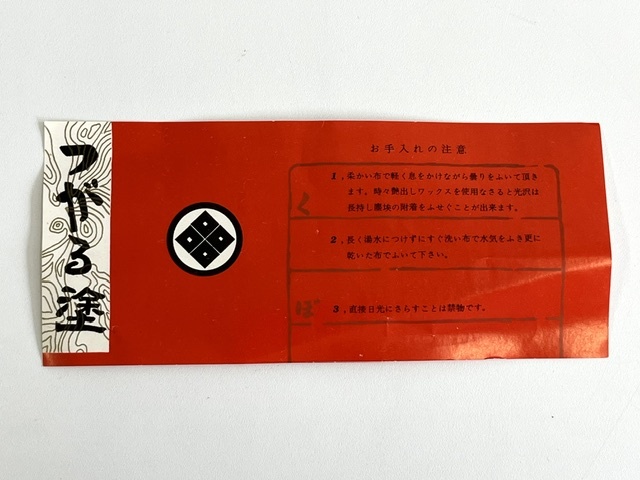 つがる塗
お手入れの注意
1,柔かい布で軽く息をかけながら曇りをふいて頂き
ます。時々艶出しワックスを使用なさると光沢は
長持し塵埃の附着をふせぐことが出来ます。
2,長く湯水につけずにすぐ洗い布で水気をふき更に
乾いた布でふいて下さい。
3,直接日光にさらすことは禁物です。
く
ぼ